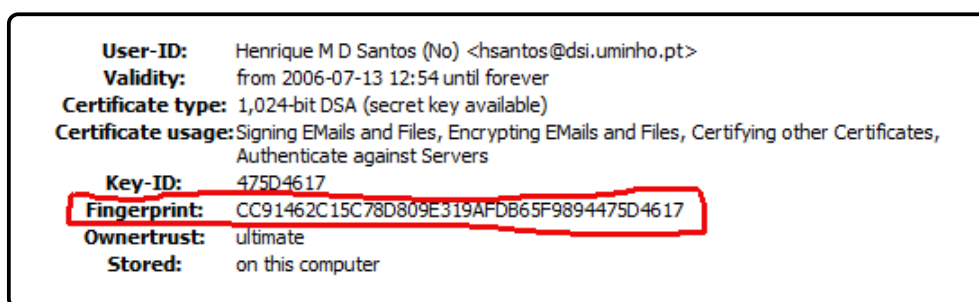 User-ID: Henrique M D Santos (No) <hsantos@dsi.uminho.pt>
Validity: from 2006-07-13 12:54 until forever
Certificate type: 1,024-bit DSA (secret key available)
Certificate usage: Signing EMails and Files, Encrypting EMails and Files, Certifying other Certificates,
Authenticate against Servers
Key-ID: 475D4617
Fingerprint: CC91462C15C78D809E319AFDB65F9894475D4617
Ownertrust: ultimate
Stored: on this computer